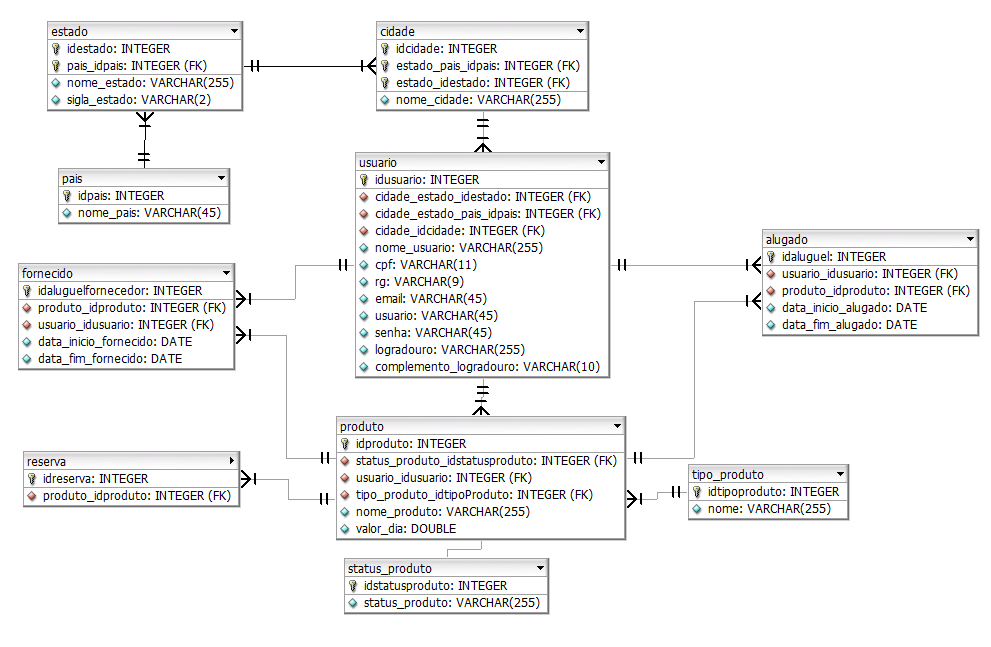 estado
idestado: INTEGER
pais_idpais: INTEGER (FK)
nome_estado: VARCHAR(255)
sigla_estado: VARCHAR(2)
cidade
idcidade: INTEGER
estado_pais_idpais: INTEGER (FK)
estado_idestado: INTEGER (FK)
nome_cidade: VARCHAR(255)
pais
idpais: INTEGER
nome_pais: VARCHAR(45)
usuario
idusuario: INTEGER
cidade_estado_idestado: INTEGER (FK)
cidade_estado_pais_idpais: INTEGER (FK)
cidade_idcidade: INTEGER (FK)
nome_usuario: VARCHAR(255)
cpf: VARCHAR(11)
rg: VARCHAR(9)
email: VARCHAR(45)
usuario: VARCHAR(45)
senha: VARCHAR(45)
logradouro: VARCHAR(255)
complemento_logradouro: VARCHAR(10)
alugado
idaluguel: INTEGER
usuario_idusuario: INTEGER (FK)
produto_idproduto: INTEGER (FK)
data_inicio_alugado: DATE
data_fim_alugado: DATE
fornecido
idaluguelfornecedor: INTEGER
produto_idproduto: INTEGER (FK)
usuario_idusuario: INTEGER (FK)
data_inicio_fornecido: DATE
data_fim_fornecido: DATE
produto
idproduto: INTEGER
status_produto_idstatusproduto: INTEGER (FK)
usuario_idusuario: INTEGER (FK)
tipo_produto_idtipoProduto: INTEGER (FK)
nome_produto: VARCHAR(255)
valor_dia: DOUBLE
reserva
idreserva: INTEGER
produto_idproduto: INTEGER (FK)
tipo_produto
idtipoproduto: INTEGER
nome: VARCHAR(255)
status_produto
idstatusproduto: INTEGER
status_produto: VARCHAR(255)